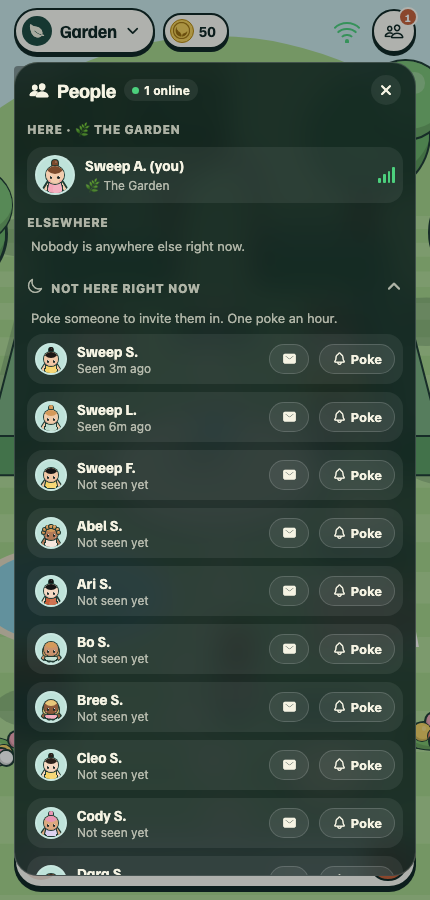 Garden
50
1
People
1 online
HERE · THE GARDEN
Sweep A. (you)
The Garden
ELSEWHERE
Nobody is anywhere else right now.
NOT HERE RIGHT NOW
Poke someone to invite them in. One poke an hour.
Sweep S.
Seen 3m ago
Poke
Sweep L.
Seen 6m ago
Poke
Sweep F.
Not seen yet
Poke
Abel S.
Not seen yet
Poke
Ari S.
Not seen yet
Poke
Bo S.
Not seen yet
Poke
Bree S.
Not seen yet
Poke
Cleo S.
Not seen yet
Poke
Cody S.
Not seen yet
Poke